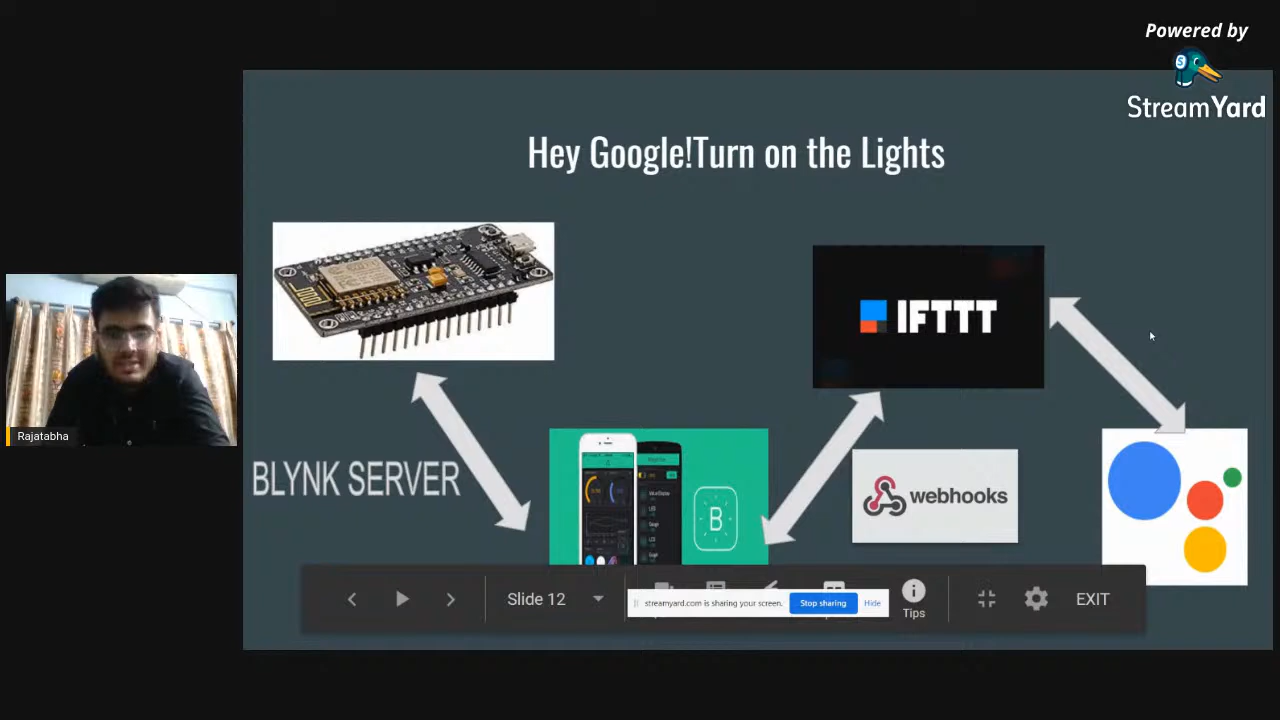 Powered by
StreamYard
Hey Google!Turn on the Lights
IFTTT
Rajatabha
BLYNK SERVER
B
webhooks
Slide 12
streamyard.com is sharing your screen.
Stop sharing
Hide
Tips
EXIT